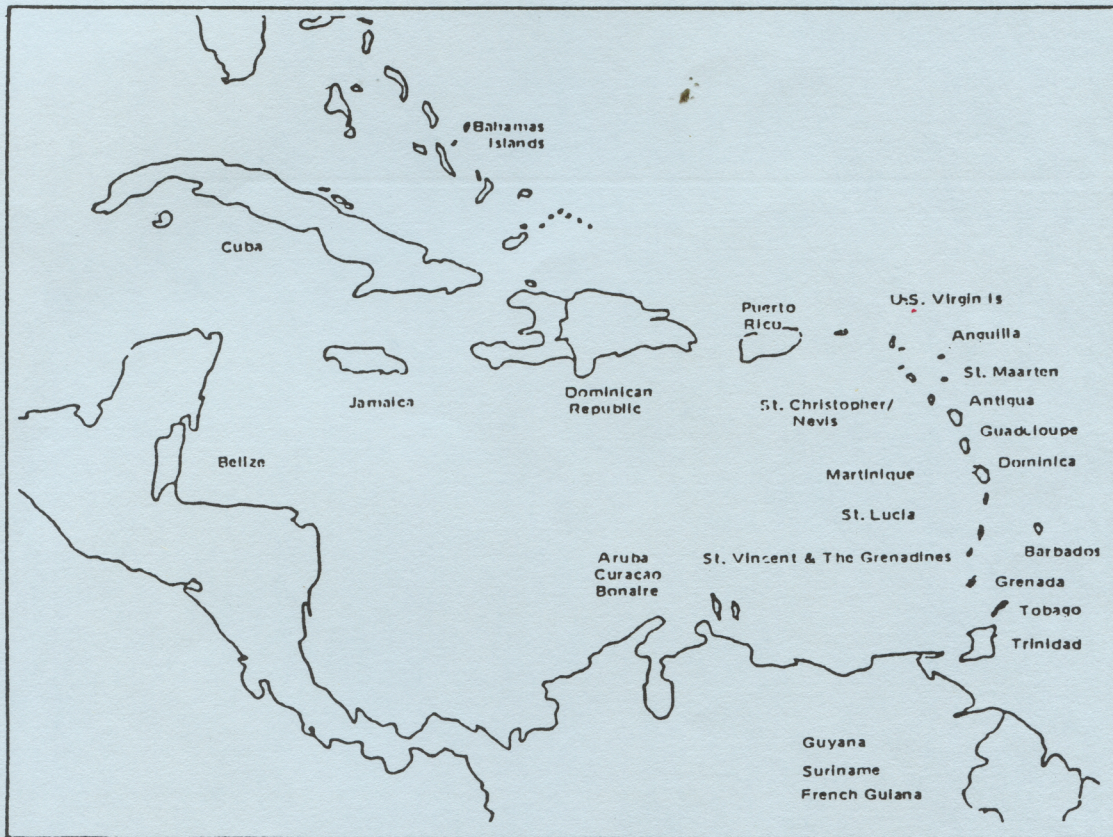 Bahamas
Islands
Cuba
U.S. Virgin Is
Puerto
Rico
Anguilla
St. Maarten
Jamaica
Dominican
Republic
St. Christopher/
Nevis
Antiqua
Guadeloupe
Belize
Martinique
Dominica
St. Lucia
Barbados
Aruba
Curacao
Bonaire
St. Vincent & The Grenadines
Grenada
Tobago
Trinidad
Guyana
Suriname
French Guiana